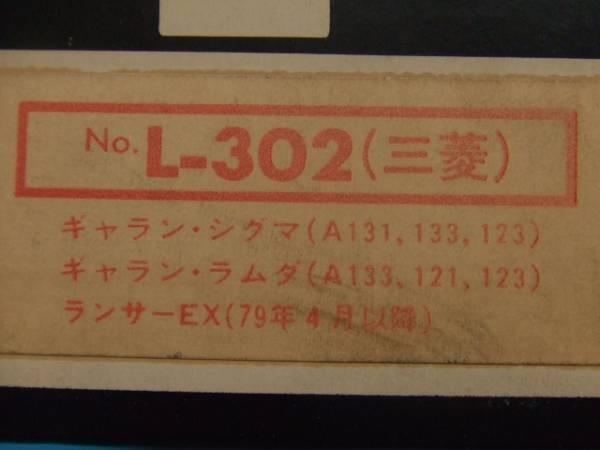 No. L-302(三菱)
ギャラン・シグマ(A131, 133, 123)
ギャラン・ラムダ(A133, 121, 123)
ランサーEX(79年4月以降)